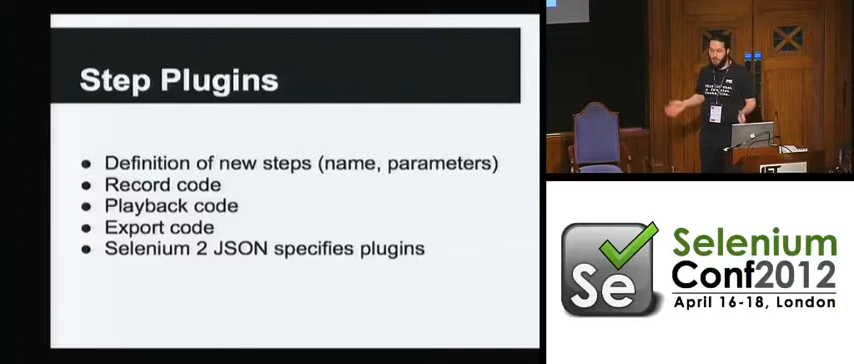 Step Plugins
Definition of new steps (name, parameters)
Record code
Playback code
Export code
Selenium 2 JSON specifies plugins
IET
Se
Selenium
Conf2012
April 16-18, London